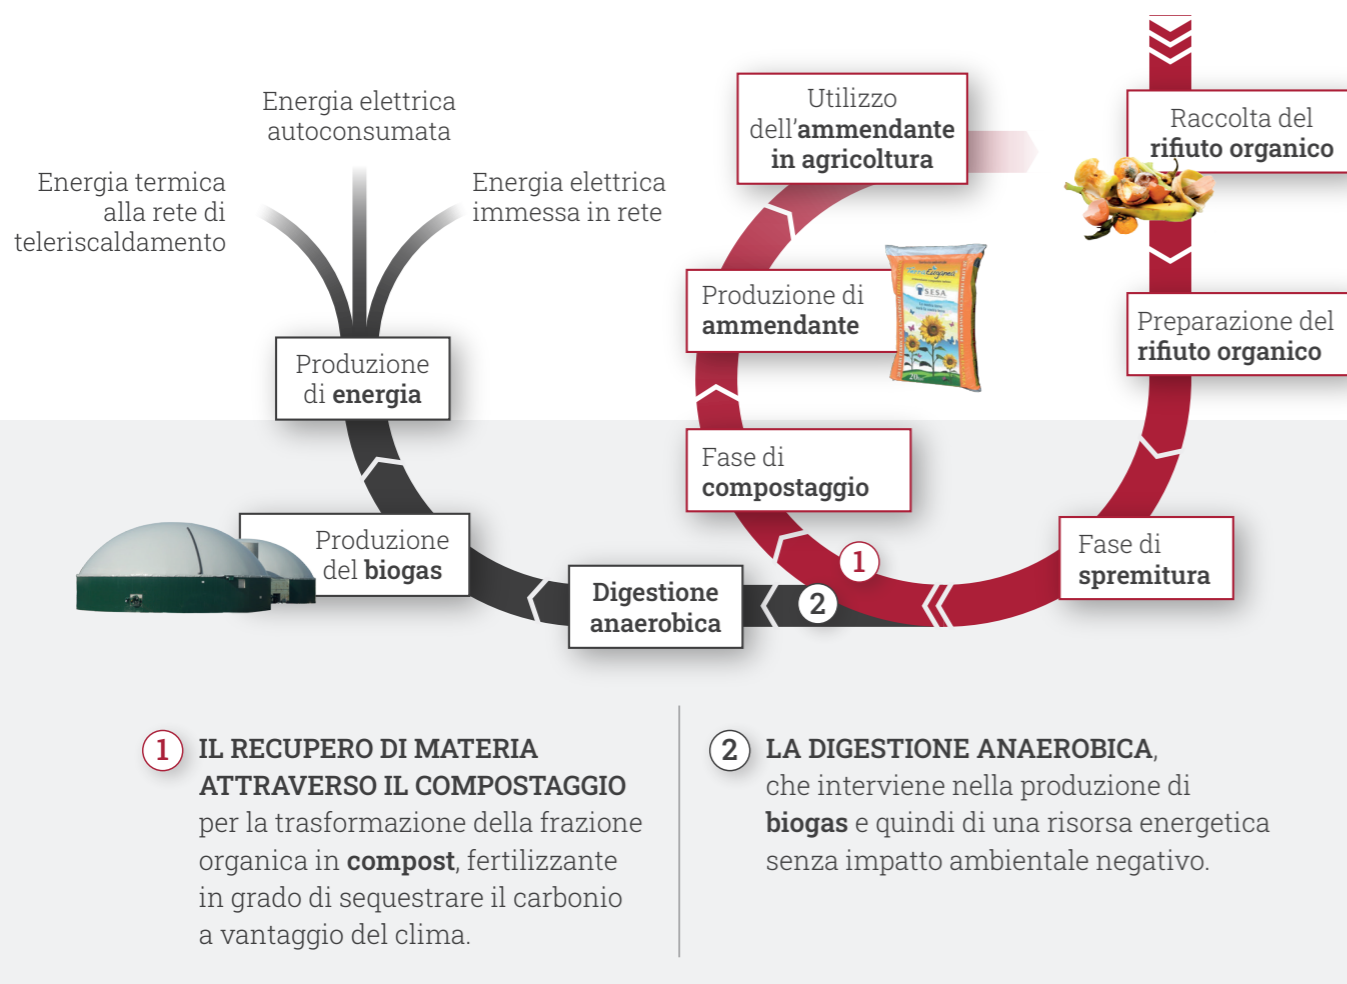 Energia elettrica
autoconsumata
Energia termica
alla rete di
teleriscaldamento
Energia elettrica
immessa in rete
Produzione
di energia
Produzione
del biogas
Digestione
anaerobica
Utilizzo
dell'ammendante
in agricoltura
Produzione di
ammendante
SESA
Fase di
compostaggio
Raccolta del
rifiuto organico
Preparazione del
rifiuto organico
Fase di
spremitura
1
2
1 IL RECUPERO DI MATERIA
ATTRAVERSO IL COMPOSTAGGIO
per la trasformazione della frazione
organica in compost, fertilizzante
in grado di sequestrare il carbonio
a vantaggio del clima.
2 LA DIGESTIONE ANAEROBICA,
che interviene nella produzione di
biogas e quindi di una risorsa energetica
senza impatto ambientale negativo.